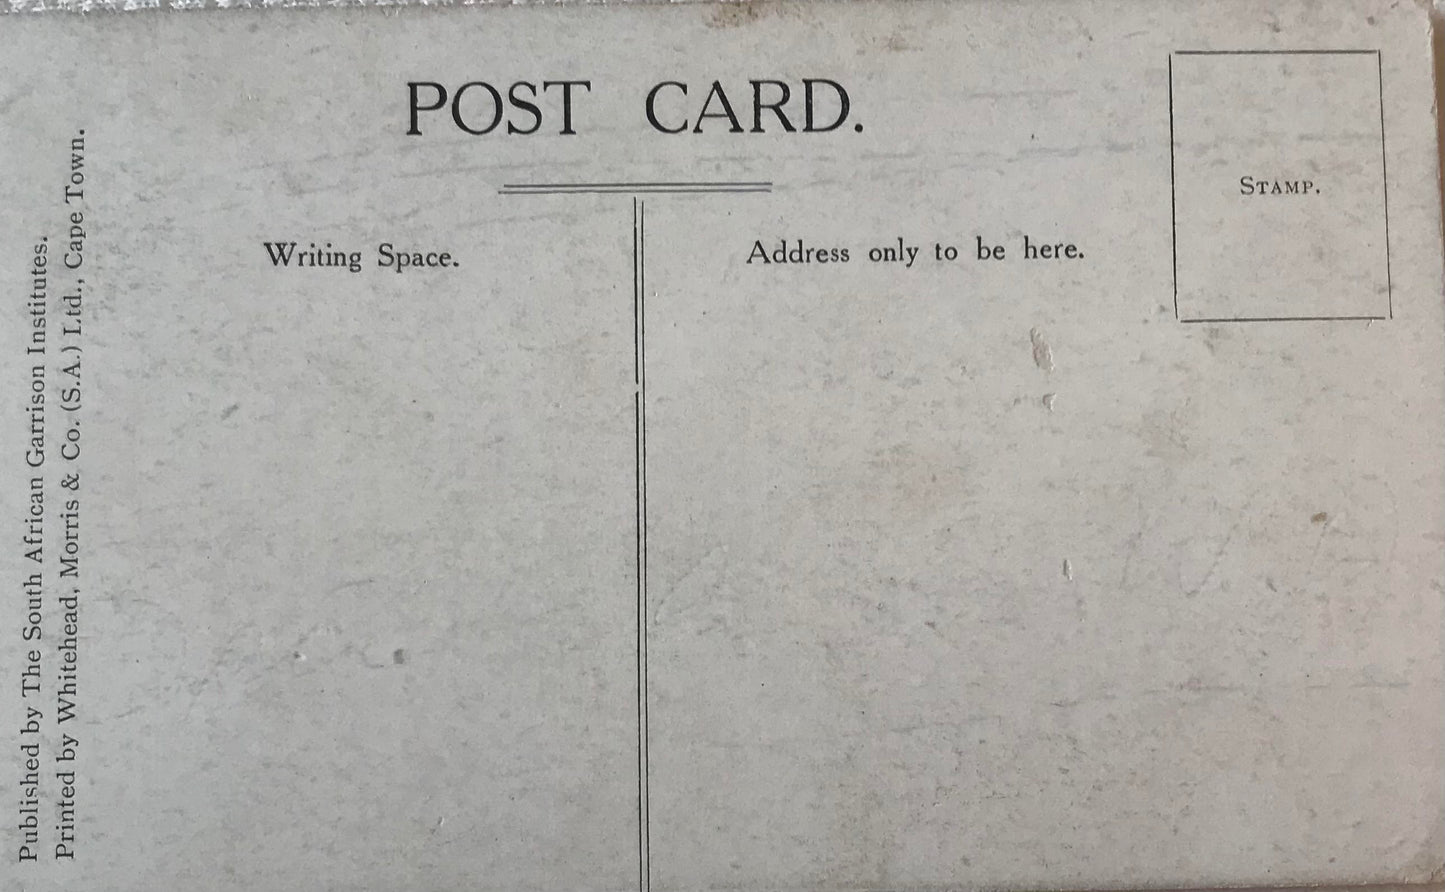 POST CARD.
STAMP.
Writing Space.
Address only to be here.
Published by The South African Garrison Institutes.
Printed by Whitehead, Morris & Co. (S.A.) Ltd., Cape Town.